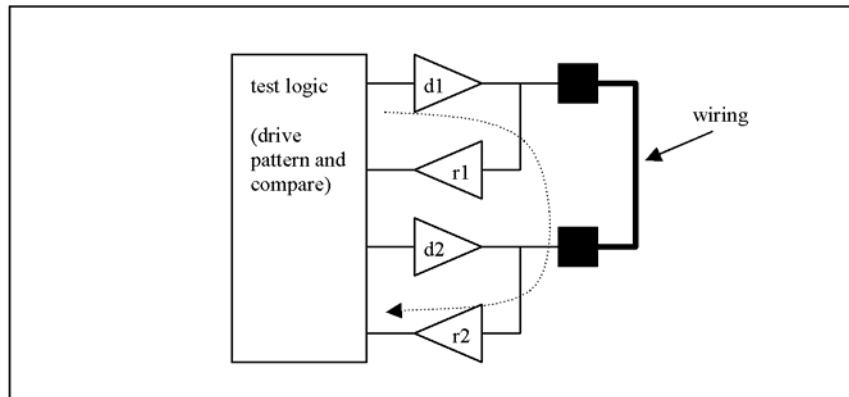 test logic
(drive
pattern and
compare)
d1
r1
d2
r2
wiring